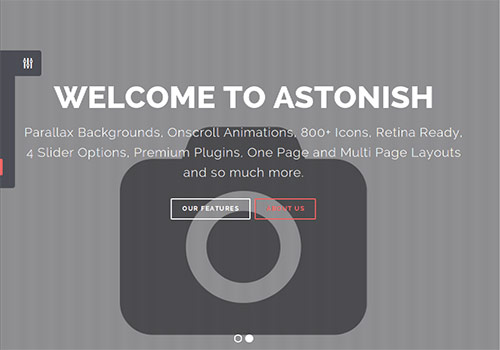 WELCOME TO ASTONISH
Parallax Backgrounds, Onscroll Animations, 800+ Icons, Retina Ready,
4 Slider Options, Premium Plugins, One Page and Multi Page Layouts
and so much more.
OUR FEATURES ABOUT US